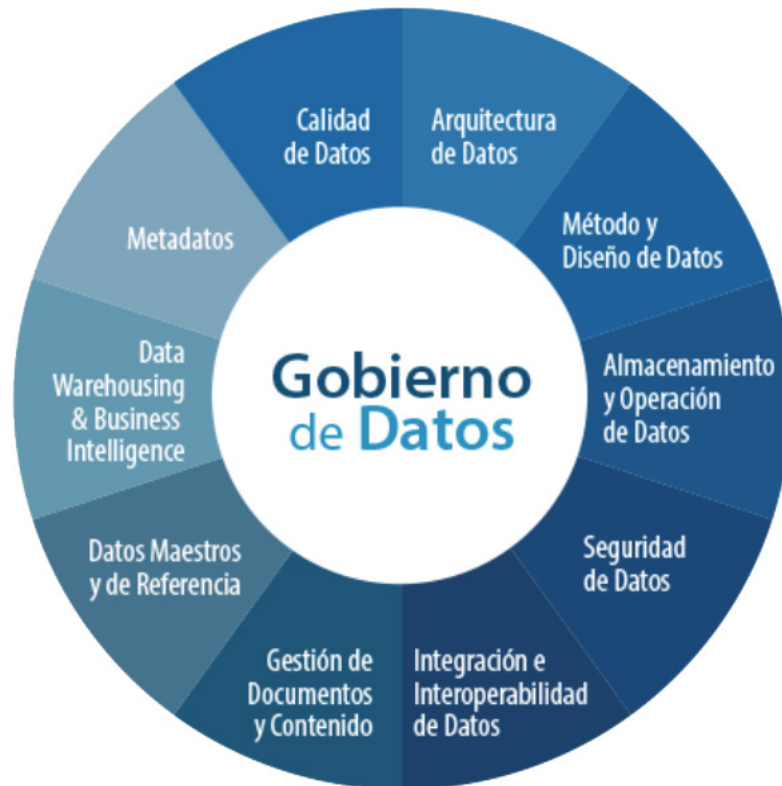 Calidad
de Datos
Arquitectura
de Datos
Método y
Diseño de Datos
Almacenamiento
y Operación
de Datos
Seguridad
de Datos
Integración e
Interoperabilidad
de Datos
Gestión de
Documentos
y Contenido
Datos Maestros
y de Referencia
Data
Warehousing
& Business
Intelligence
Metadatos
Gobierno
de Datos